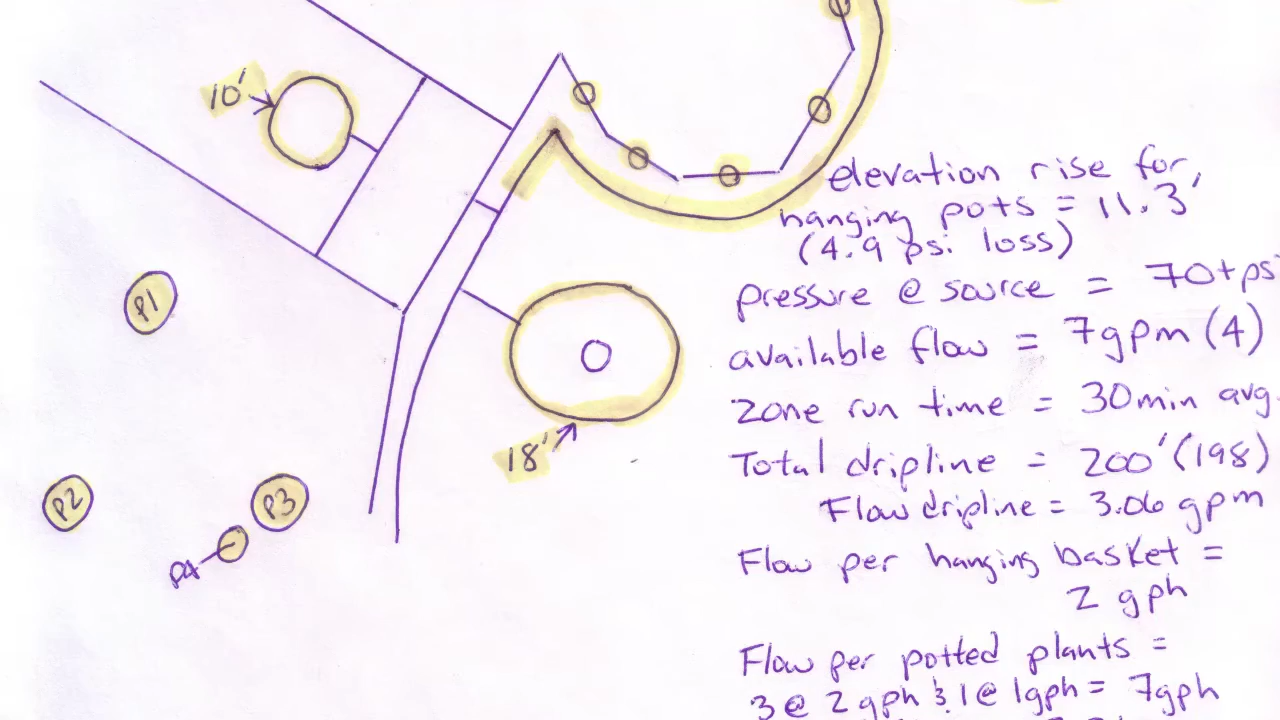 10'
P1
18'
P2
P3
P4
elevation rise for
hanging pots = 11.3'
(4.9 psi loss)
pressure @ source = 70+psi
available flow = 7gpm (4)
zone run time = 30min avg.
Total dripline = 200' (198)
Flow dripline = 3.06 gpm
Flow per hanging basket =
2 gph
Flow per potted plants =
3 @ 2 gph & 1 @ 1gph = 7gph